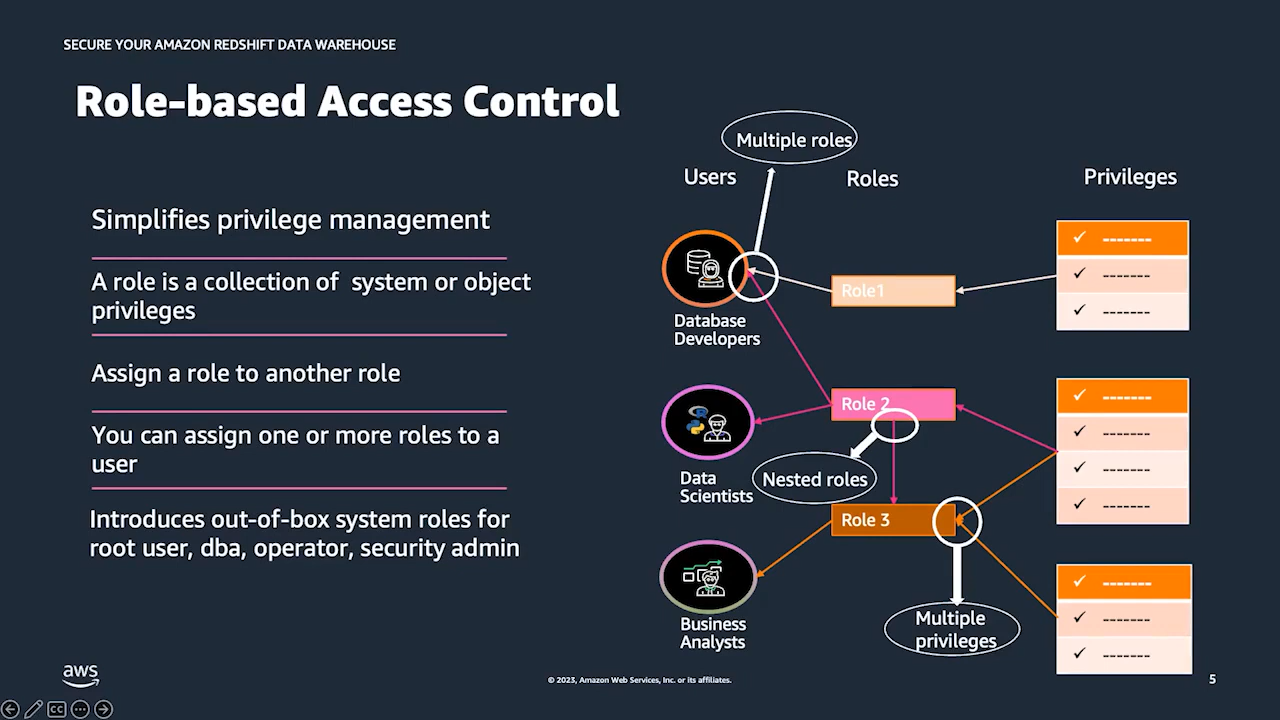 SECURE YOUR AMAZON REDSHIFT DATA WAREHOUSE
Role-based Access Control
Simplifies privilege management
A role is a collection of  system or object
privileges
Assign a role to another role
You can assign one or more roles to a
user
Introduces out-of-box system roles for
root user, dba, operator, security admin
Multiple roles
Users
Roles
Privileges
Database
Developers
Role1
✓ -------
✓ -------
✓ -------
Data
Scientists
Role 2
Nested roles
✓ -------
✓ -------
✓ -------
✓ -------
Business
Analysts
Role 3
Multiple
privileges
✓ -------
✓ -------
✓ -------
aws
© 2023, Amazon Web Services, Inc. or its affiliates.
5
CC